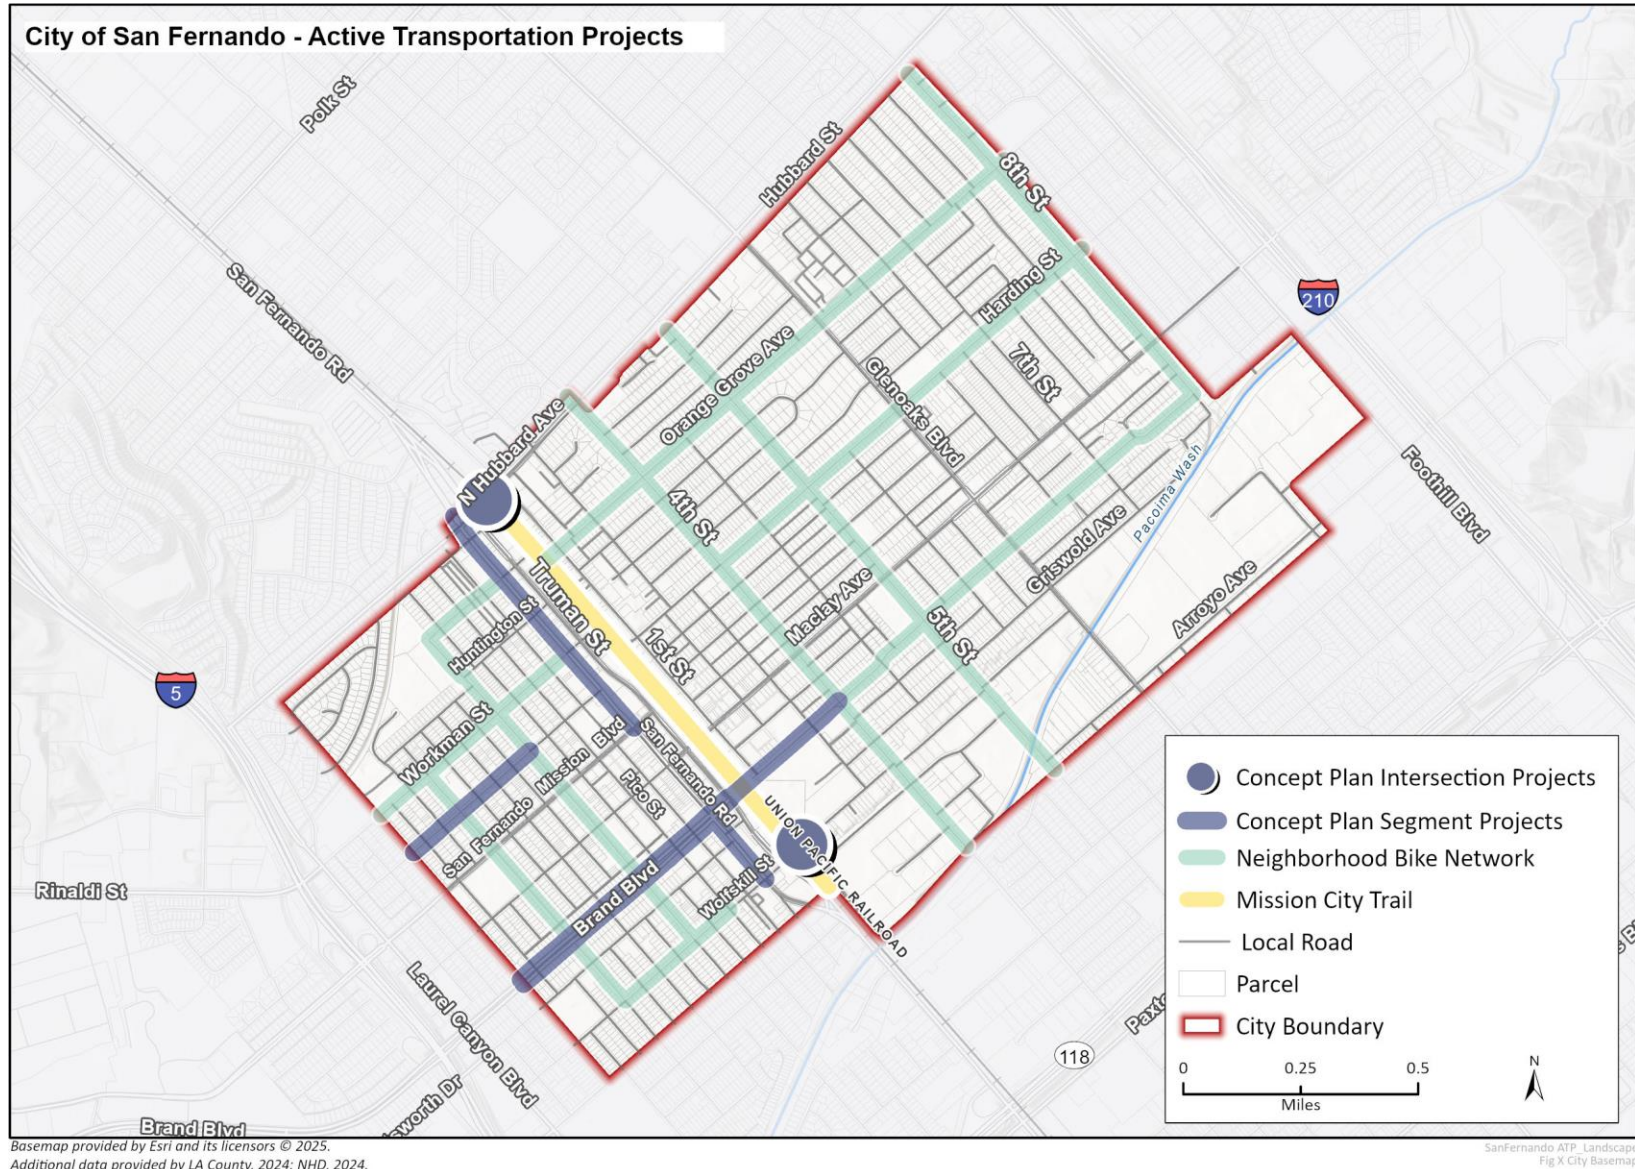 City of San Fernando - Active Transportation Projects
Polk St
Hubbard St
8th St
San Fernando Rd
Harding St
210
Orange Grove Ave
7th St
Glenoaks Blvd
N Hubbard Ave
Foothill Blvd
4th St
Pacoima Wash
Griswold Ave
Truman St
Maclay Ave
Arroyo Ave
Huntington St
1st St
5th St
5
Workman St
San Fernando Mission Blvd
San Fernando Rd
Pico St
UNION PACIFIC RAILROAD
Rinaldi St
Brand Blvd
Wolfskill St
Laurel Canyon Blvd
118
Brand Blvd
Concept Plan Intersection Projects
Concept Plan Segment Projects
Neighborhood Bike Network
Mission City Trail
Local Road
Parcel
City Boundary
0 0.25 0.5
Miles
N
Basemap provided by Esri and its licensors © 2025.
Additional data provided by LA County, 2024; NHD, 2024.
SanFernando ATP_Landscape
Fig X City Basemap